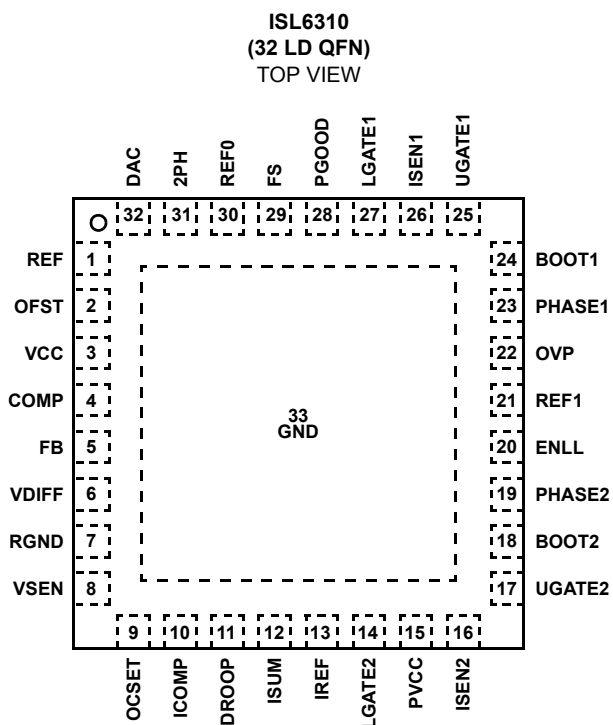 ISL6310
(32 LD QFN)
TOP VIEW
DAC
2PH
REF0
FS
PGOOD
LGATE1
ISEN1
UGATE1
32
31
30
29
28
27
26
25
REF 1
OFST 2
VCC 3
COMP 4
FB 5
VDIFF 6
RGND 7
VSEN 8
33
GND
24 BOOT1
23 PHASE1
22 OVP
21 REF1
20 ENLL
19 PHASE2
18 BOOT2
17 UGATE2
9
10
11
12
13
14
15
16
OCSET
ICOMP
DROOP
ISUM
IREF
LGATE2
PVCC
ISEN2